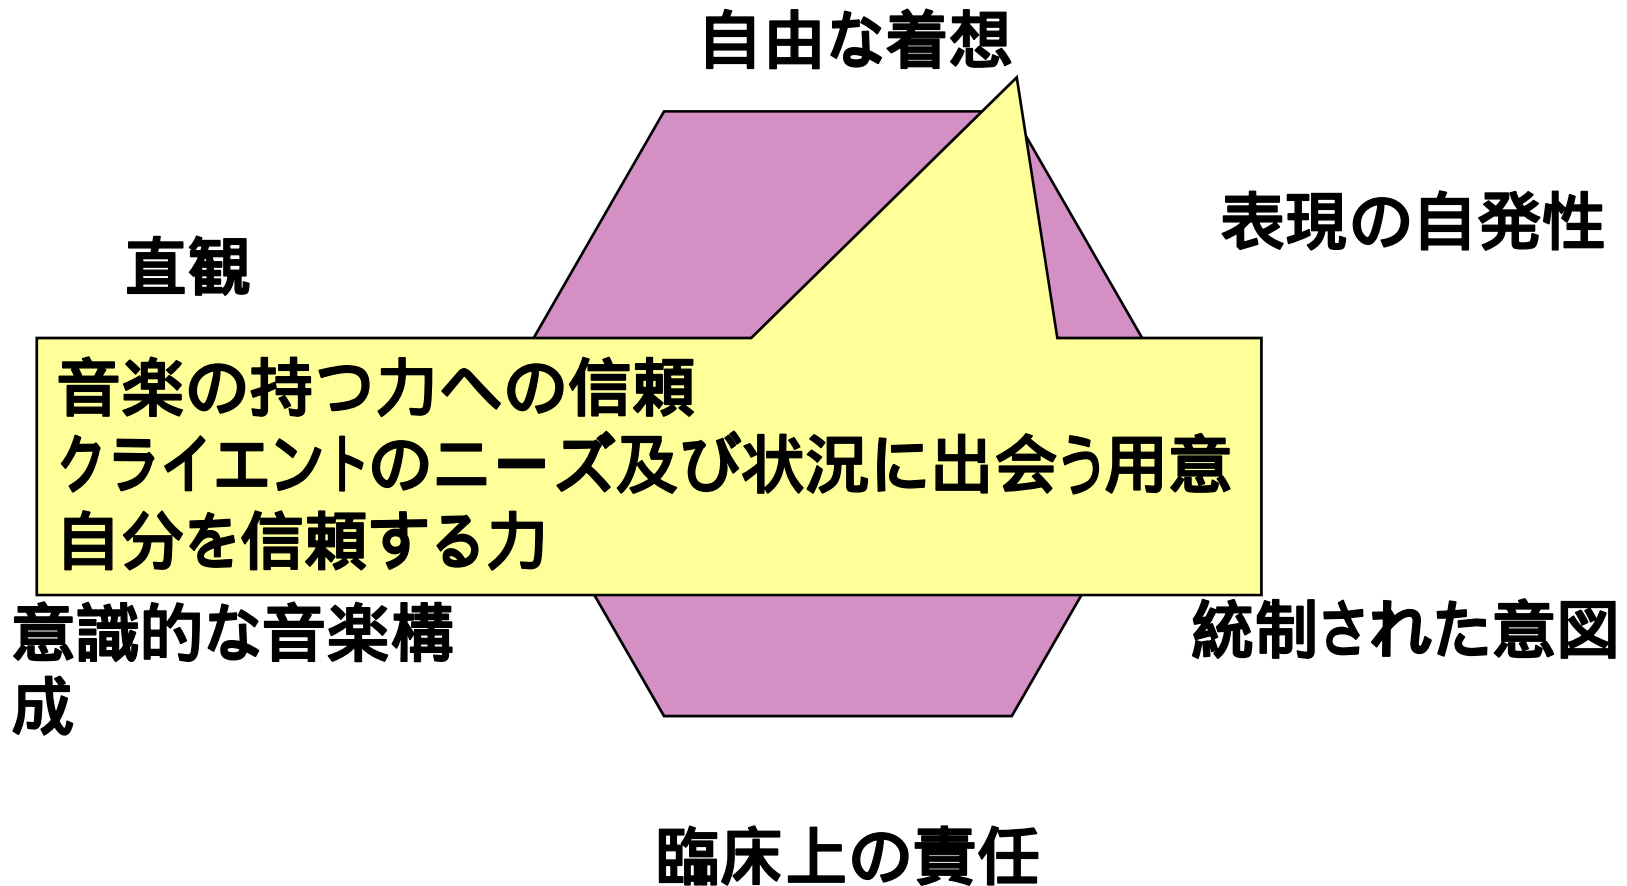 自由な着想
表現の自発性
直観
音楽の持つ力への信頼
クライエントのニーズ及び状況に出会う用意
自分を信頼する力
意識的な音楽構
成
統制された意図
臨床上の責任